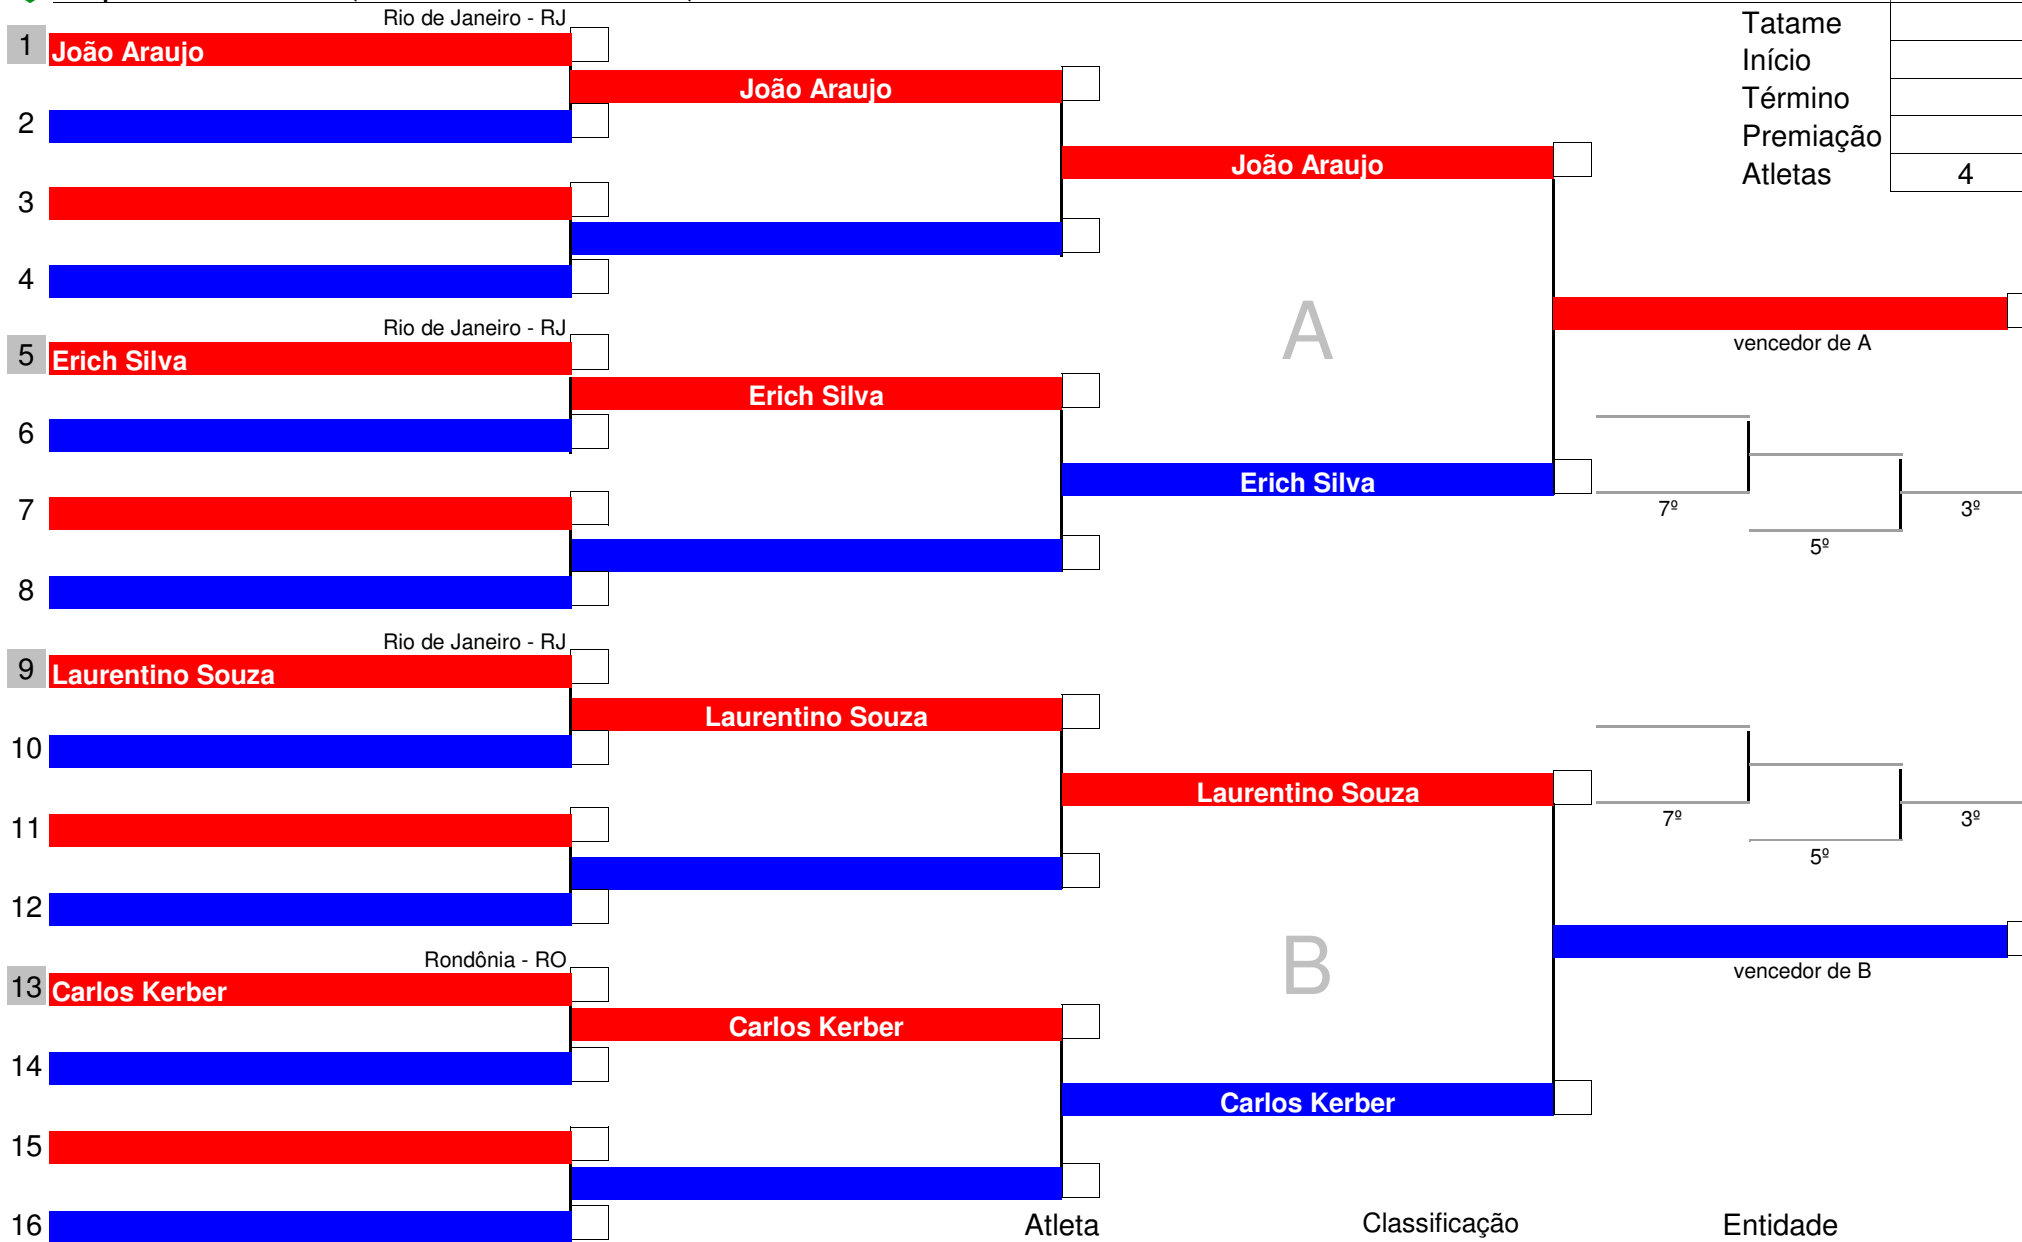 Rio de Janeiro - RJ
1 João Araujo
João Araujo
2
João Araujo
3
4
Tatame
Início
Término
Premiação
Atletas 4
A
vencedor de A
Rio de Janeiro - RJ
5 Erich Silva
Erich Silva
6
Erich Silva
7
8
7º
5º
3º
Rio de Janeiro - RJ
9 Laurentino Souza
Laurentino Souza
10
Laurentino Souza
11
12
7º
5º
3º
B
vencedor de B
Rondônia - RO
13 Carlos Kerber
Carlos Kerber
14
Carlos Kerber
15
16
Atleta Classificação Entidade